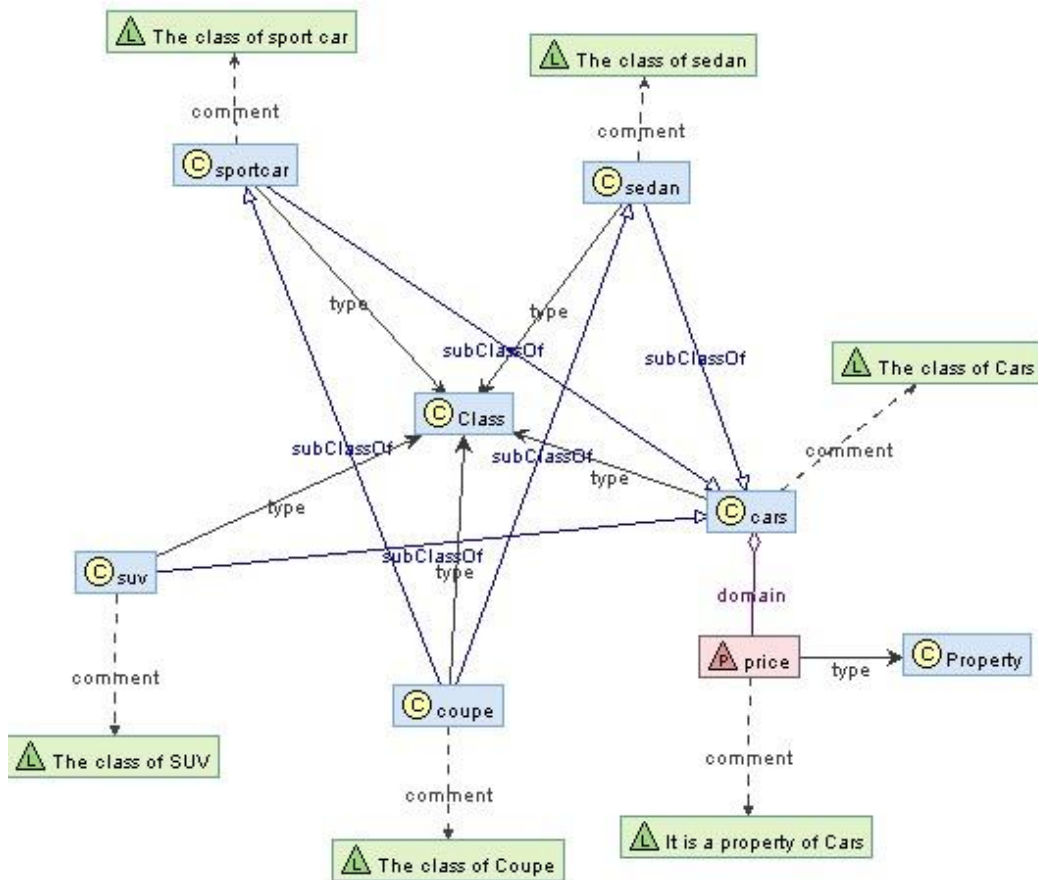 L The class of sport car
L The class of sedan
comment
comment
C sportcar
C sedan
type
type
subClassOf
subClassOf
L The class of Cars
C Class
subClassOf
subClassOf
comment
type
type
C cars
subClassOf
type
C suv
domain
P price
type
C Property
comment
C coupe
L The class of SUV
comment
comment
L The class of Coupe
L It is a property of Cars